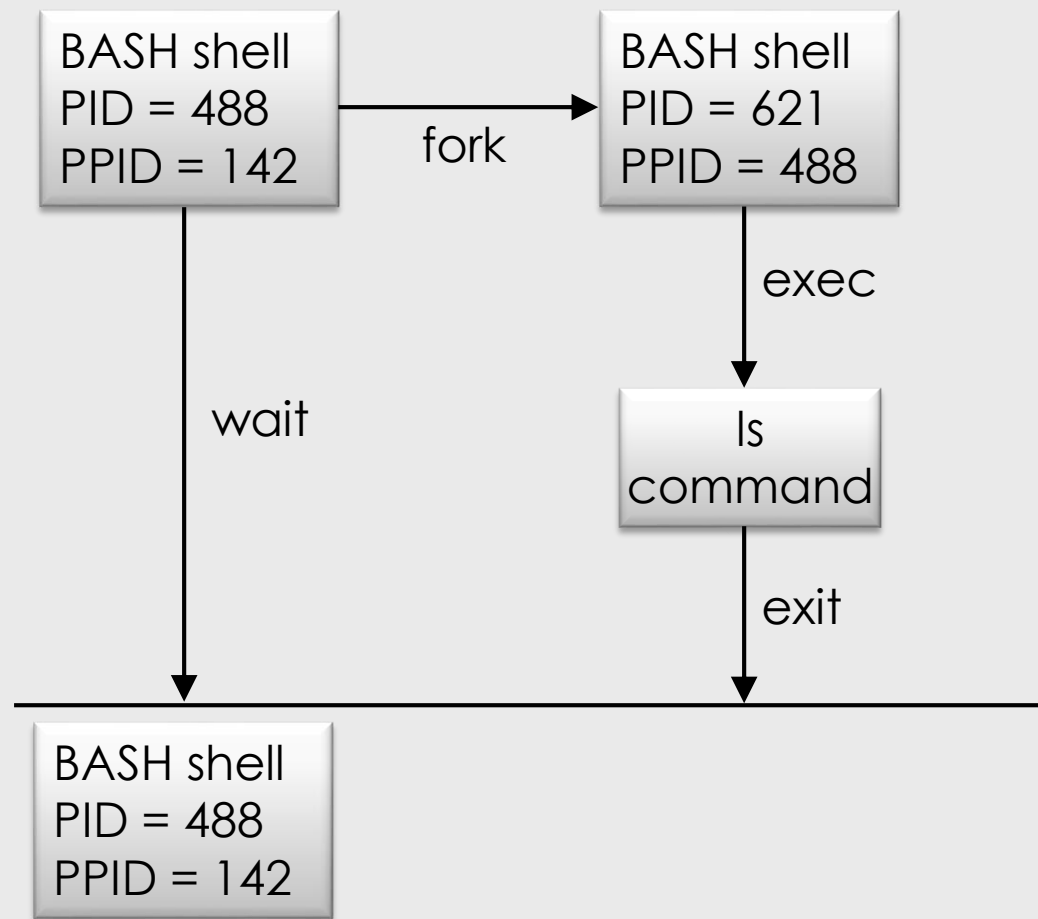 BASH shell
PID = 488
PPID = 142
fork
BASH shell
PID = 621
PPID = 488
exec
wait
ls
command
exit
BASH shell
PID = 488
PPID = 142